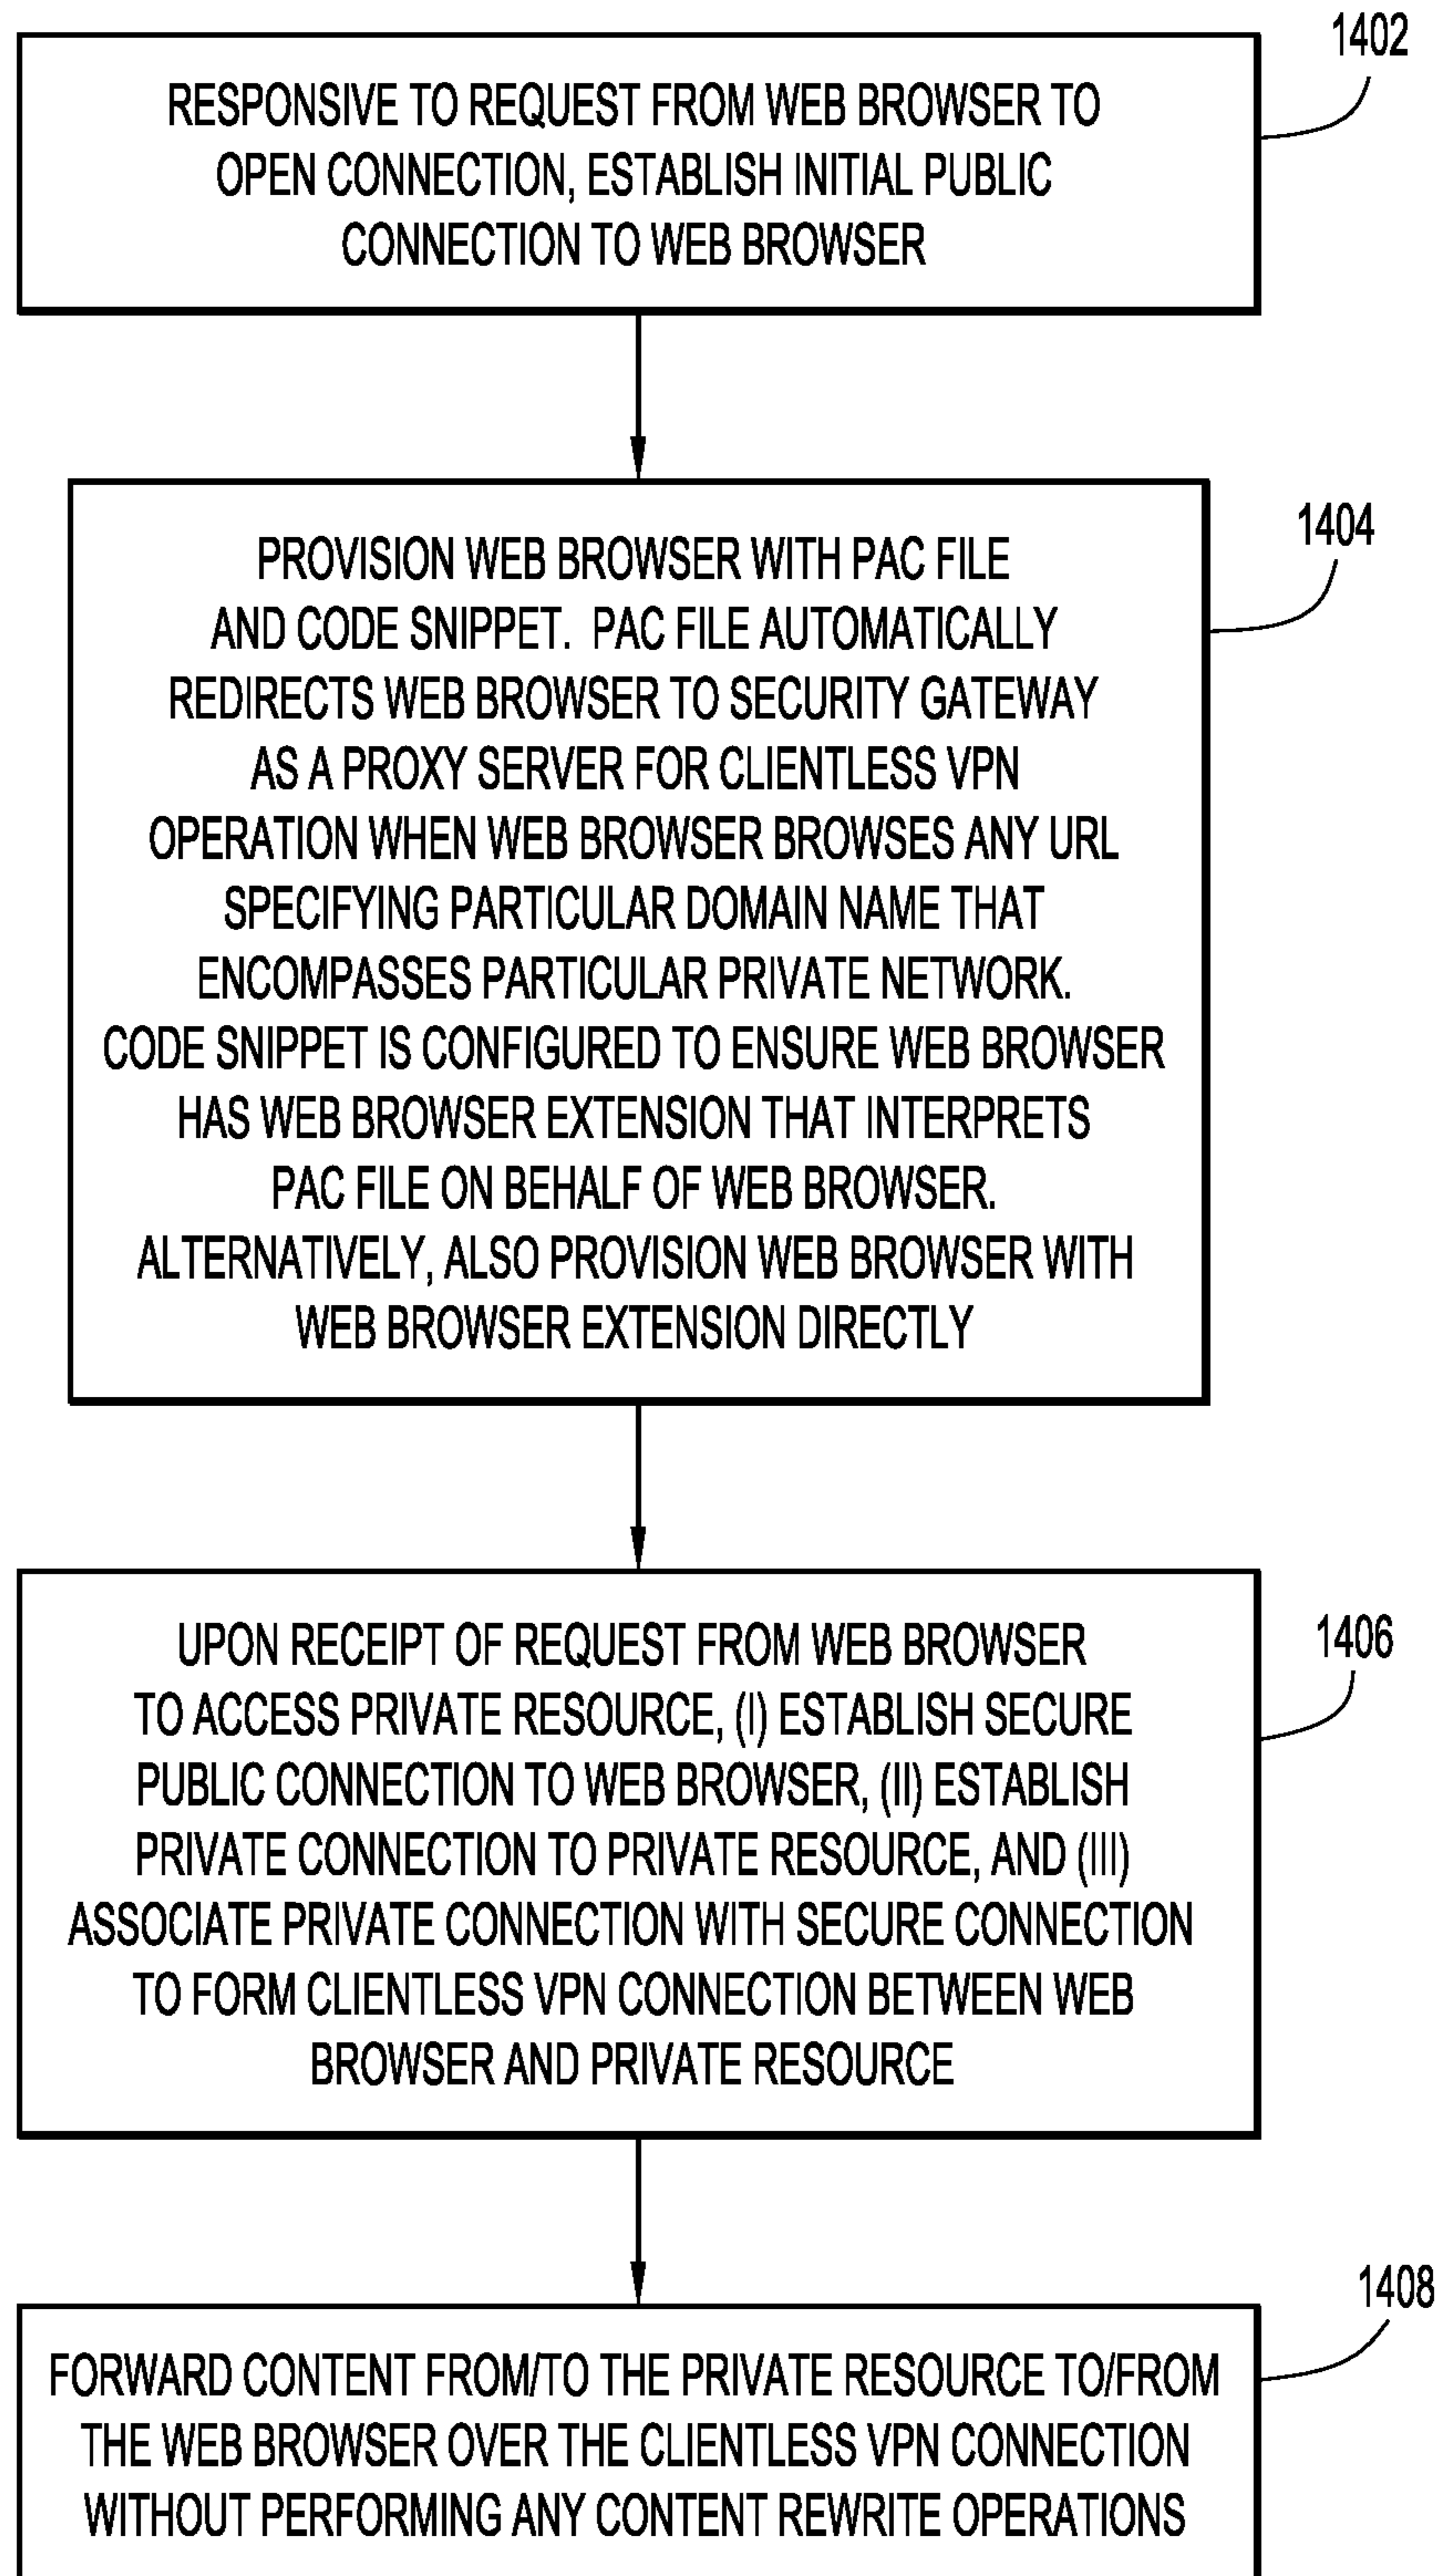 1402
RESPONSIVE TO REQUEST FROM WEB BROWSER TO
OPEN CONNECTION, ESTABLISH INITIAL PUBLIC
CONNECTION TO WEB BROWSER
1404
PROVISION WEB BROWSER WITH PAC FILE
AND CODE SNIPPET. PAC FILE AUTOMATICALLY
REDIRECTS WEB BROWSER TO SECURITY GATEWAY
AS A PROXY SERVER FOR CLIENTLESS VPN
OPERATION WHEN WEB BROWSER BROWSES ANY URL
SPECIFYING PARTICULAR DOMAIN NAME THAT
ENCOMPASSES PARTICULAR PRIVATE NETWORK.
CODE SNIPPET IS CONFIGURED TO ENSURE WEB BROWSER
HAS WEB BROWSER EXTENSION THAT INTERPRETS
PAC FILE ON BEHALF OF WEB BROWSER.
ALTERNATIVELY, ALSO PROVISION WEB BROWSER WITH
WEB BROWSER EXTENSION DIRECTLY
1406
UPON RECEIPT OF REQUEST FROM WEB BROWSER
TO ACCESS PRIVATE RESOURCE, (I) ESTABLISH SECURE
PUBLIC CONNECTION TO WEB BROWSER, (II) ESTABLISH
PRIVATE CONNECTION TO PRIVATE RESOURCE, AND (III)
ASSOCIATE PRIVATE CONNECTION WITH SECURE CONNECTION
TO FORM CLIENTLESS VPN CONNECTION BETWEEN WEB
BROWSER AND PRIVATE RESOURCE
1408
FORWARD CONTENT FROM/TO THE PRIVATE RESOURCE TO/FROM
THE WEB BROWSER OVER THE CLIENTLESS VPN CONNECTION
WITHOUT PERFORMING ANY CONTENT REWRITE OPERATIONS